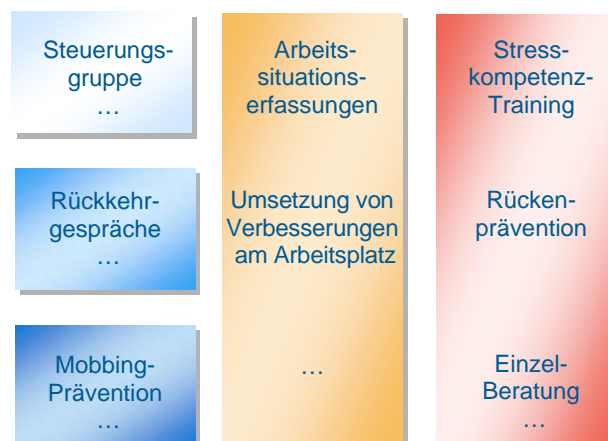 Steuerungs-
gruppe
…
Rückkehr-
gespräche
…
Mobbing-
Prävention
…
Arbeits-
situations-
erfassungen
Umsetzung von
Verbesserungen
am Arbeitsplatz
…
Stress-
kompetenz-
Training
Rücken-
prävention
Einzel-
Beratung
…